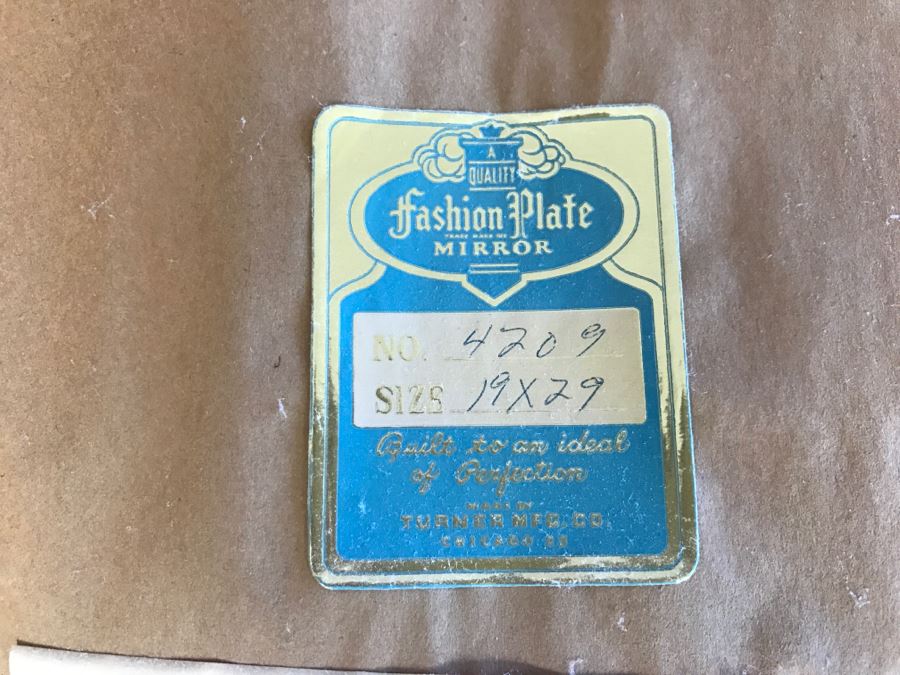 A
QUALITY
Fashion Plate
TRADE MARK
MIRROR
NO. 4209
SIZE 19X29
Built to an ideal
of Perfection
MADE BY
TURNER MFG. CO.
CHICAGO